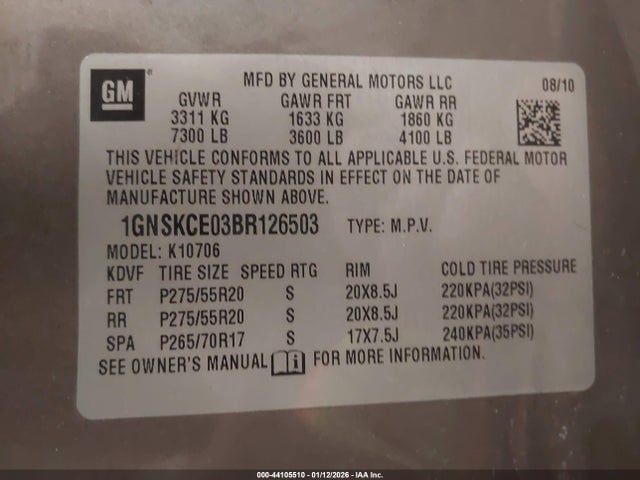 GM
MFD BY GENERAL MOTORS LLC 08/10
GVWR GAWR FRT GAWR RR
3311 KG 1633 KG 1860 KG
7300 LB 3600 LB 4100 LB
THIS VEHICLE CONFORMS TO ALL APPLICABLE U.S. FEDERAL MOTOR
VEHICLE SAFETY STANDARDS IN EFFECT ON THE DATE OF
MANUFACTURE SHOWN ABOVE.
1GNSKCE03BR126503 TYPE: M.P.V.
MODEL: K10706
KDVF TIRE SIZE SPEED RTG RIM COLD TIRE PRESSURE
FRT P275/55R20 S 20X8.5J 220KPA(32PSI)
RR P275/55R20 S 20X8.5J 220KPA(32PSI)
SPA P265/70R17 S 17X7.5J 240KPA(35PSI)
SEE OWNER'S MANUAL i FOR MORE INFORMATION.
000-44105510 - 01/12/2026 - IAA Inc.